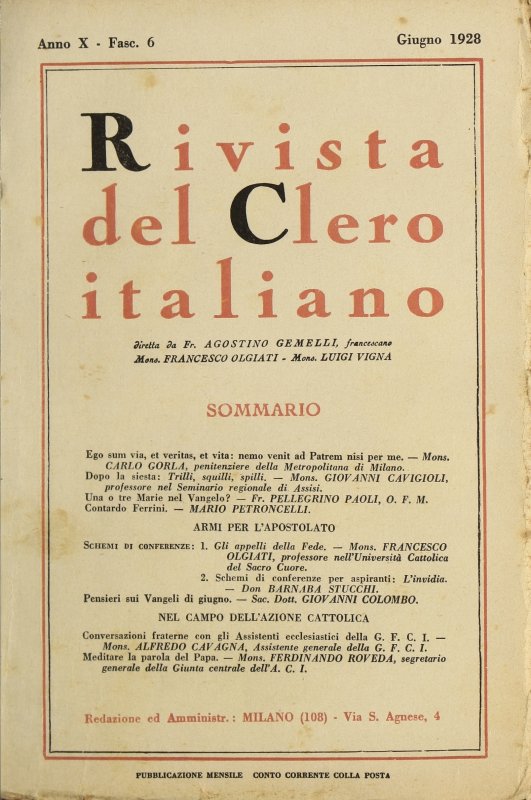 Anno X - Fasc. 6
Giugno 1928
Rivista
del Clero
italiano
diretta da Fr. AGOSTINO GEMELLI, francescano
Mons. FRANCESCO OLGIATI - Mons. LUIGI VIGNA
SOMMARIO
Ego sum via, et veritas, et vita: nemo venit ad Patrem nisi per me. — Mons.
CARLO GORLA, penitenziere della Metropolitana di Milano.
Dopo la siesta: Trilli, squilli, spilli. — Mons. GIOVANNI CAVIGIOLI,
professore nel Seminario regionale di Assisi.
Una o tre Marie nel Vangelo? — Fr. PELLEGRINO PAOLI, O. F. M.
Contardo Ferrini. — MARIO PETRONCELLI.
ARMI PER L'APOSTOLATO
SCHEMI DI CONFERENZE: 1. Gli appelli della Fede. — Mons. FRANCESCO
OLGIATI, professore nell'Università Cattolica
del Sacro Cuore.
2. Schemi di conferenze per aspiranti: L'invidia.
— Don BARNABA STUCCHI.
Pensieri sui Vangeli di giugno. — Sac. Dott. GIOVANNI COLOMBO.
NEL CAMPO DELL'AZIONE CATTOLICA
Conversazioni fraterne con gli Assistenti ecclesiastici della G. F. C. I. —
Mons. ALFREDO CAVAGNA, Assistente generale della G. F. C. I.
Meditare la parola del Papa. — Mons. FERDINANDO ROVEDA, segretario
generale della Giunta centrale dell'A. C. I.
Redazione ed Amministr.: MILANO (108) - Via S. Agnese, 4
PUBBLICAZIONE MENSILE CONTO CORRENTE COLLA POSTA